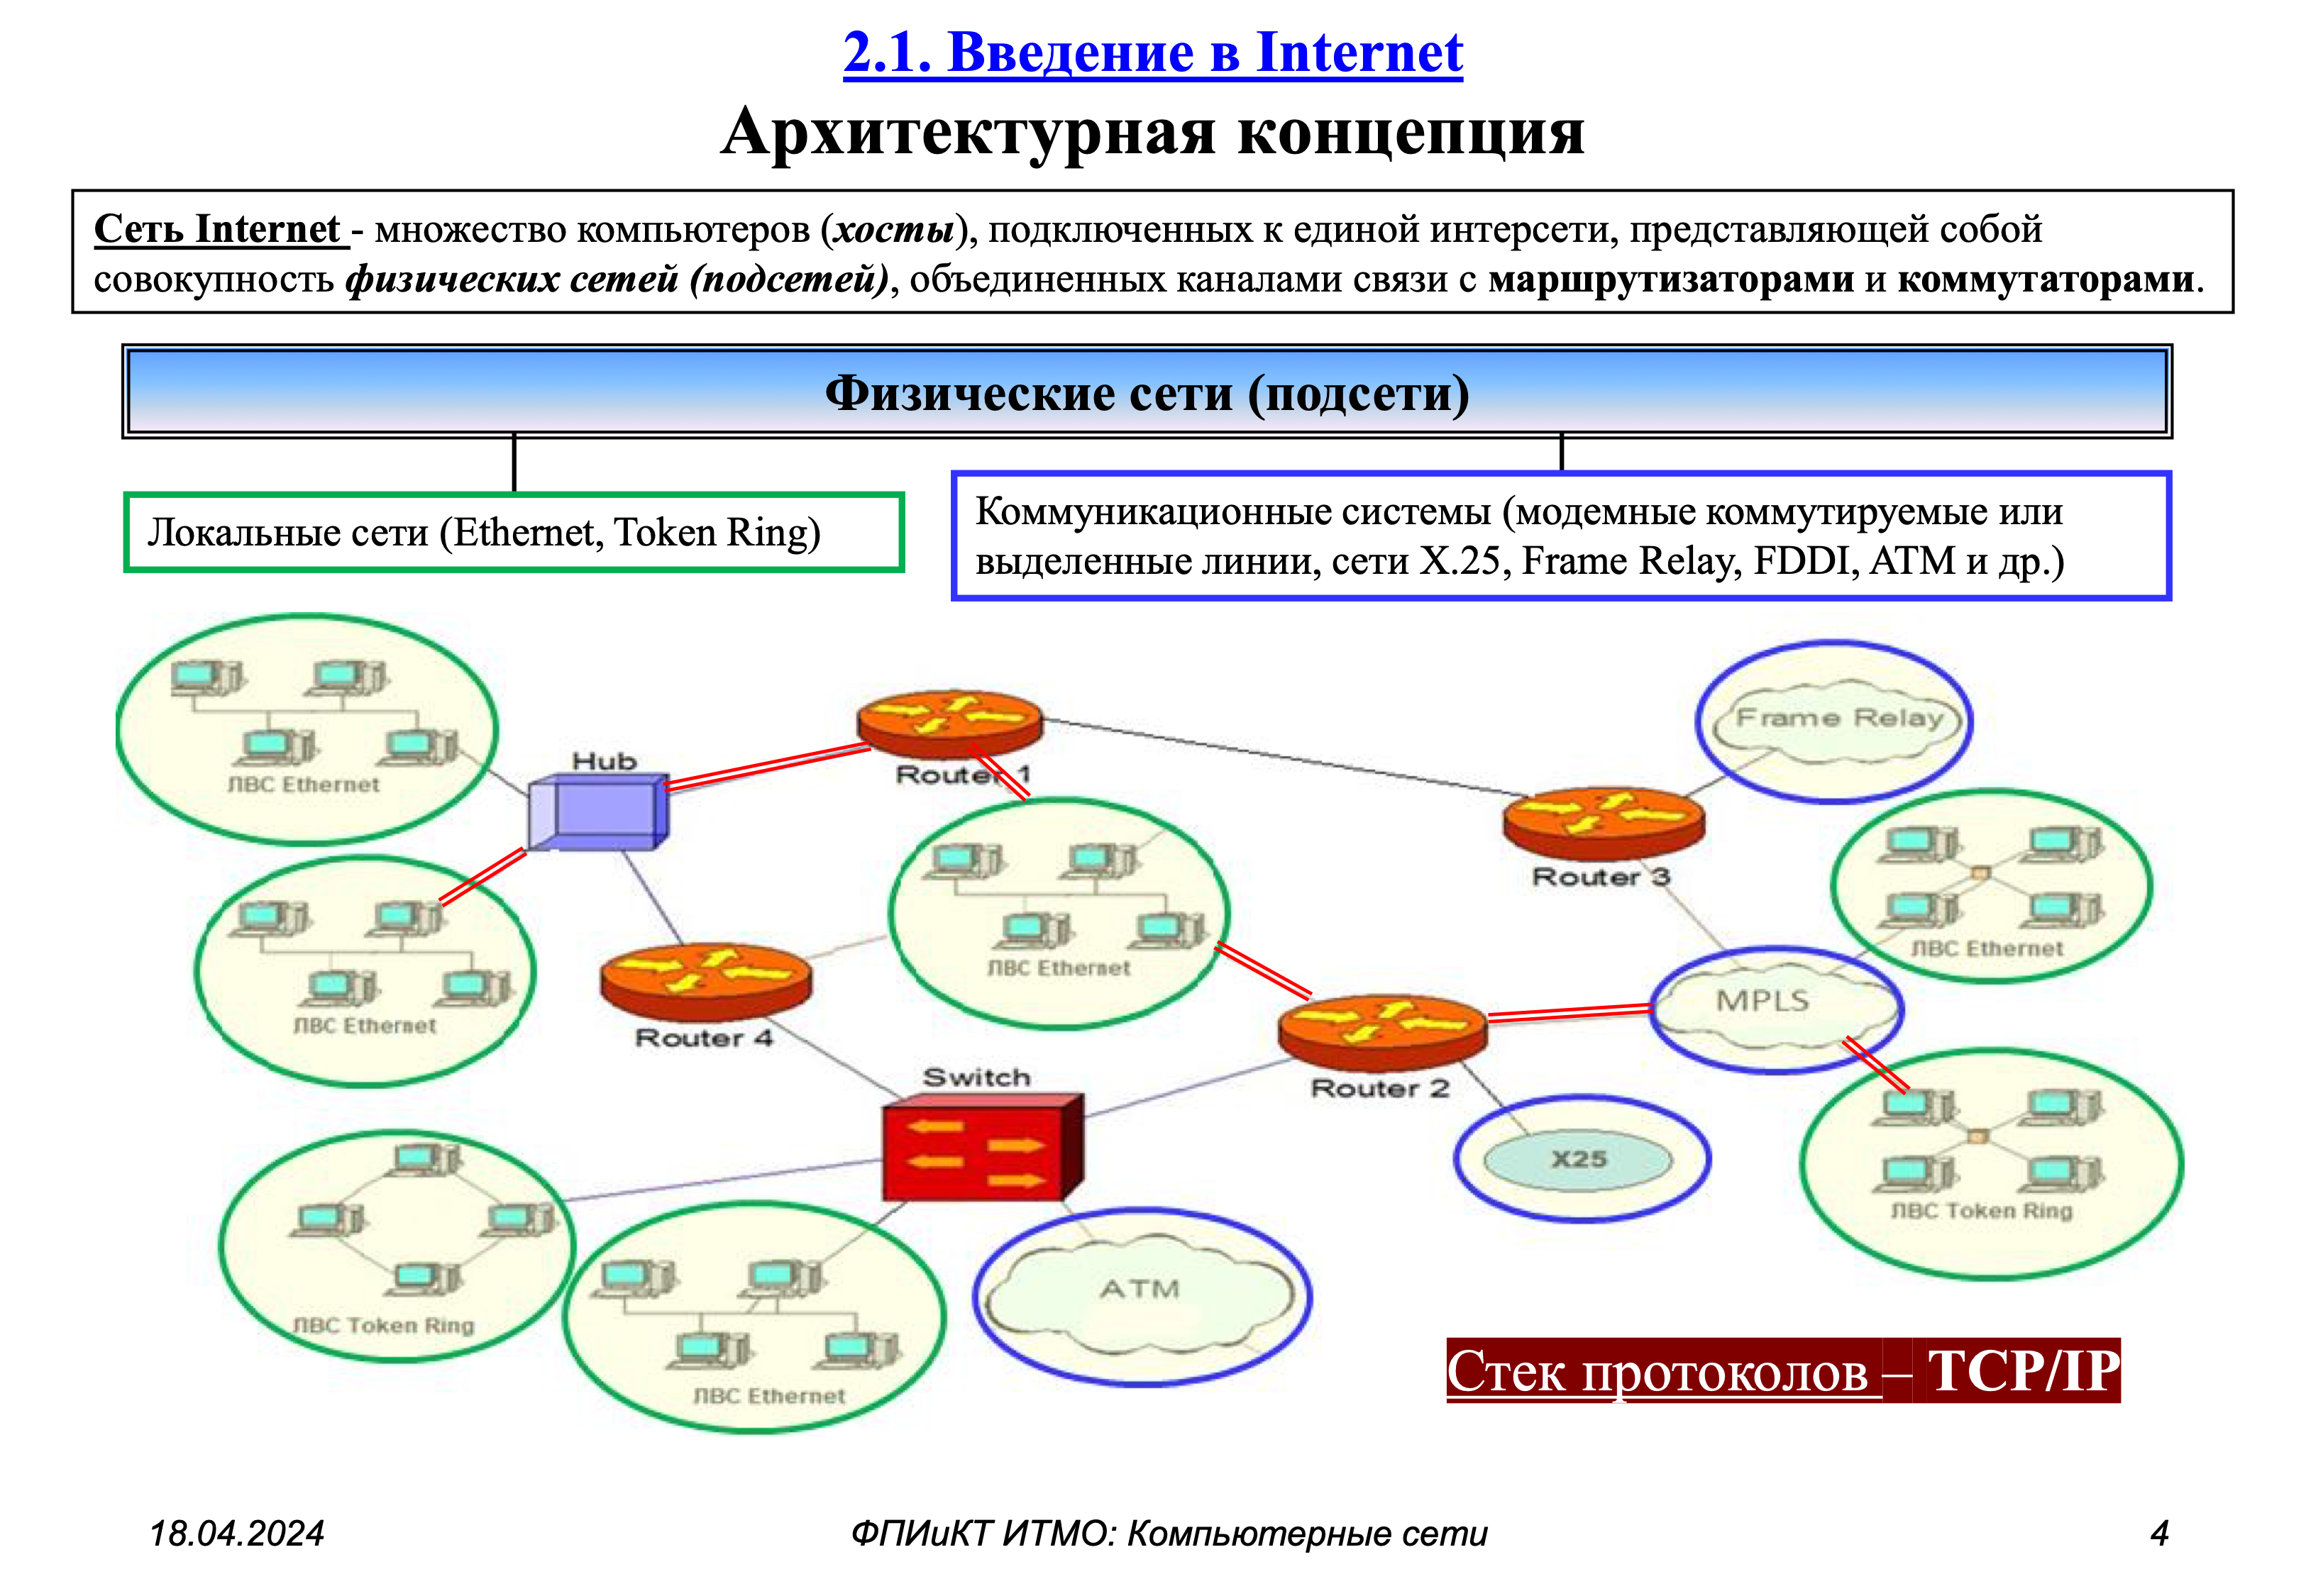 2.1. Введение в Internet
Архитектурная концепция
Сеть Internet - множество компьютеров (хосты), подключенных к единой интерсети, представляющей собой
совокупность физических сетей (подсетей), объединенных каналами связи с маршрутизаторами и коммутаторами.
Физические сети (подсети)
Локальные сети (Ethernet, Token Ring)
Коммуникационные системы (модемные коммутируемые или
выделенные линии, сети X.25, Frame Relay, FDDI, ATM и др.)
ЛВС Ethernet
Hub
Router 1
Frame Relay
Router 3
ЛВС Ethernet
ЛВС Ethernet
ЛВС Ethernet
Router 4
MPLS
Router 2
Switch
X25
ЛВС Token Ring
ATM
ЛВС Token Ring
ЛВС Ethernet
Стек протоколов – TCP/IP
18.04.2024
ФПИиКТ ИТМО: Компьютерные сети
4